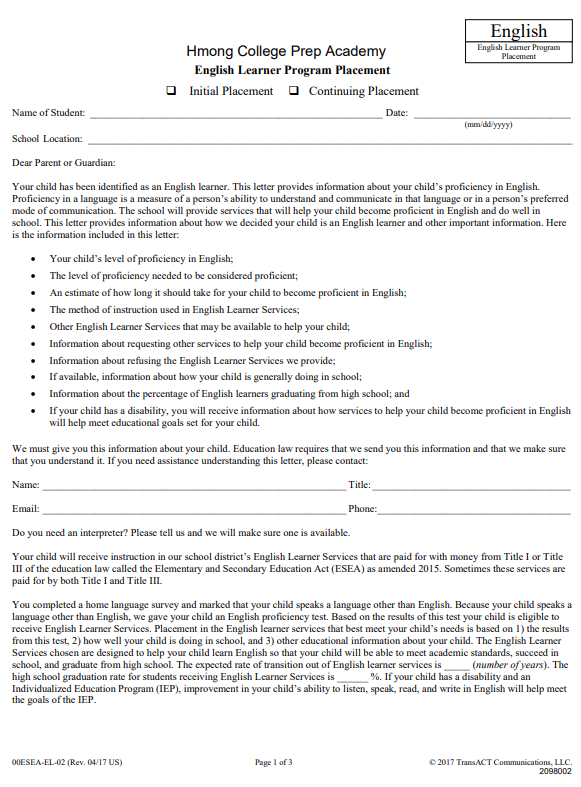 English
English Learner Program
Placement
Hmong College Prep Academy
English Learner Program Placement
❑ Initial Placement ❑ Continuing Placement
Name of Student: ______ Date: ______
(mm/dd/yyyy)
School Location: ______
Dear Parent or Guardian:
Your child has been identified as an English learner. This letter provides information about your child's proficiency in English.
Proficiency in a language is a measure of a person's ability to understand and communicate in that language or in a person's preferred
mode of communication. The school will provide services that will help your child become proficient in English and do well in
school. This letter provides information about how we decided your child is an English learner and other important information. Here
is the information included in this letter:
• Your child's level of proficiency in English;
• The level of proficiency needed to be considered proficient;
• An estimate of how long it should take for your child to become proficient in English;
• The method of instruction used in English Learner Services;
• Other English Learner Services that may be available to help your child;
• Information about requesting other services to help your child become proficient in English;
• Information about refusing the English Learner Services we provide;
• If available, information about how your child is generally doing in school;
• Information about the percentage of English learners graduating from high school; and
• If your child has a disability, you will receive information about how services to help your child become proficient in English
will help meet educational goals set for your child.
We must give you this information about your child. Education law requires that we send you this information and that we make sure
that you understand it. If you need assistance understanding this letter, please contact:
Name: ______ Title: ______
Email: ______ Phone: ______
Do you need an interpreter? Please tell us and we will make sure one is available.
Your child will receive instruction in our school district's English Learner Services that are paid for with money from Title I or Title
III of the education law called the Elementary and Secondary Education Act (ESEA) as amended 2015. Sometimes these services are
paid for by both Title I and Title III.
You completed a home language survey and marked that your child speaks a language other than English. Because your child speaks a
language other than English, we gave your child an English proficiency test. Based on the results of this test your child is eligible to
receive English Learner Services. Placement in the English learner services that best meet your child's needs is based on 1) the results
from this test, 2) how well your child is doing in school, and 3) other educational information about your child. The English Learner
Services chosen are designed to help your child learn English so that your child will be able to meet academic standards, succeed in
school, and graduate from high school. The expected rate of transition out of English learner services is _____ (number of years). The
high school graduation rate for students receiving English Learner Services is ______ %. If your child has a disability and an
Individualized Education Program (IEP), improvement in your child's ability to listen, speak, read, and write in English will help meet
the goals of the IEP.
00ESEA-EL-02 (Rev. 04/17 US) Page 1 of 3 © 2017 TransACT Communications, LLC.
2098002